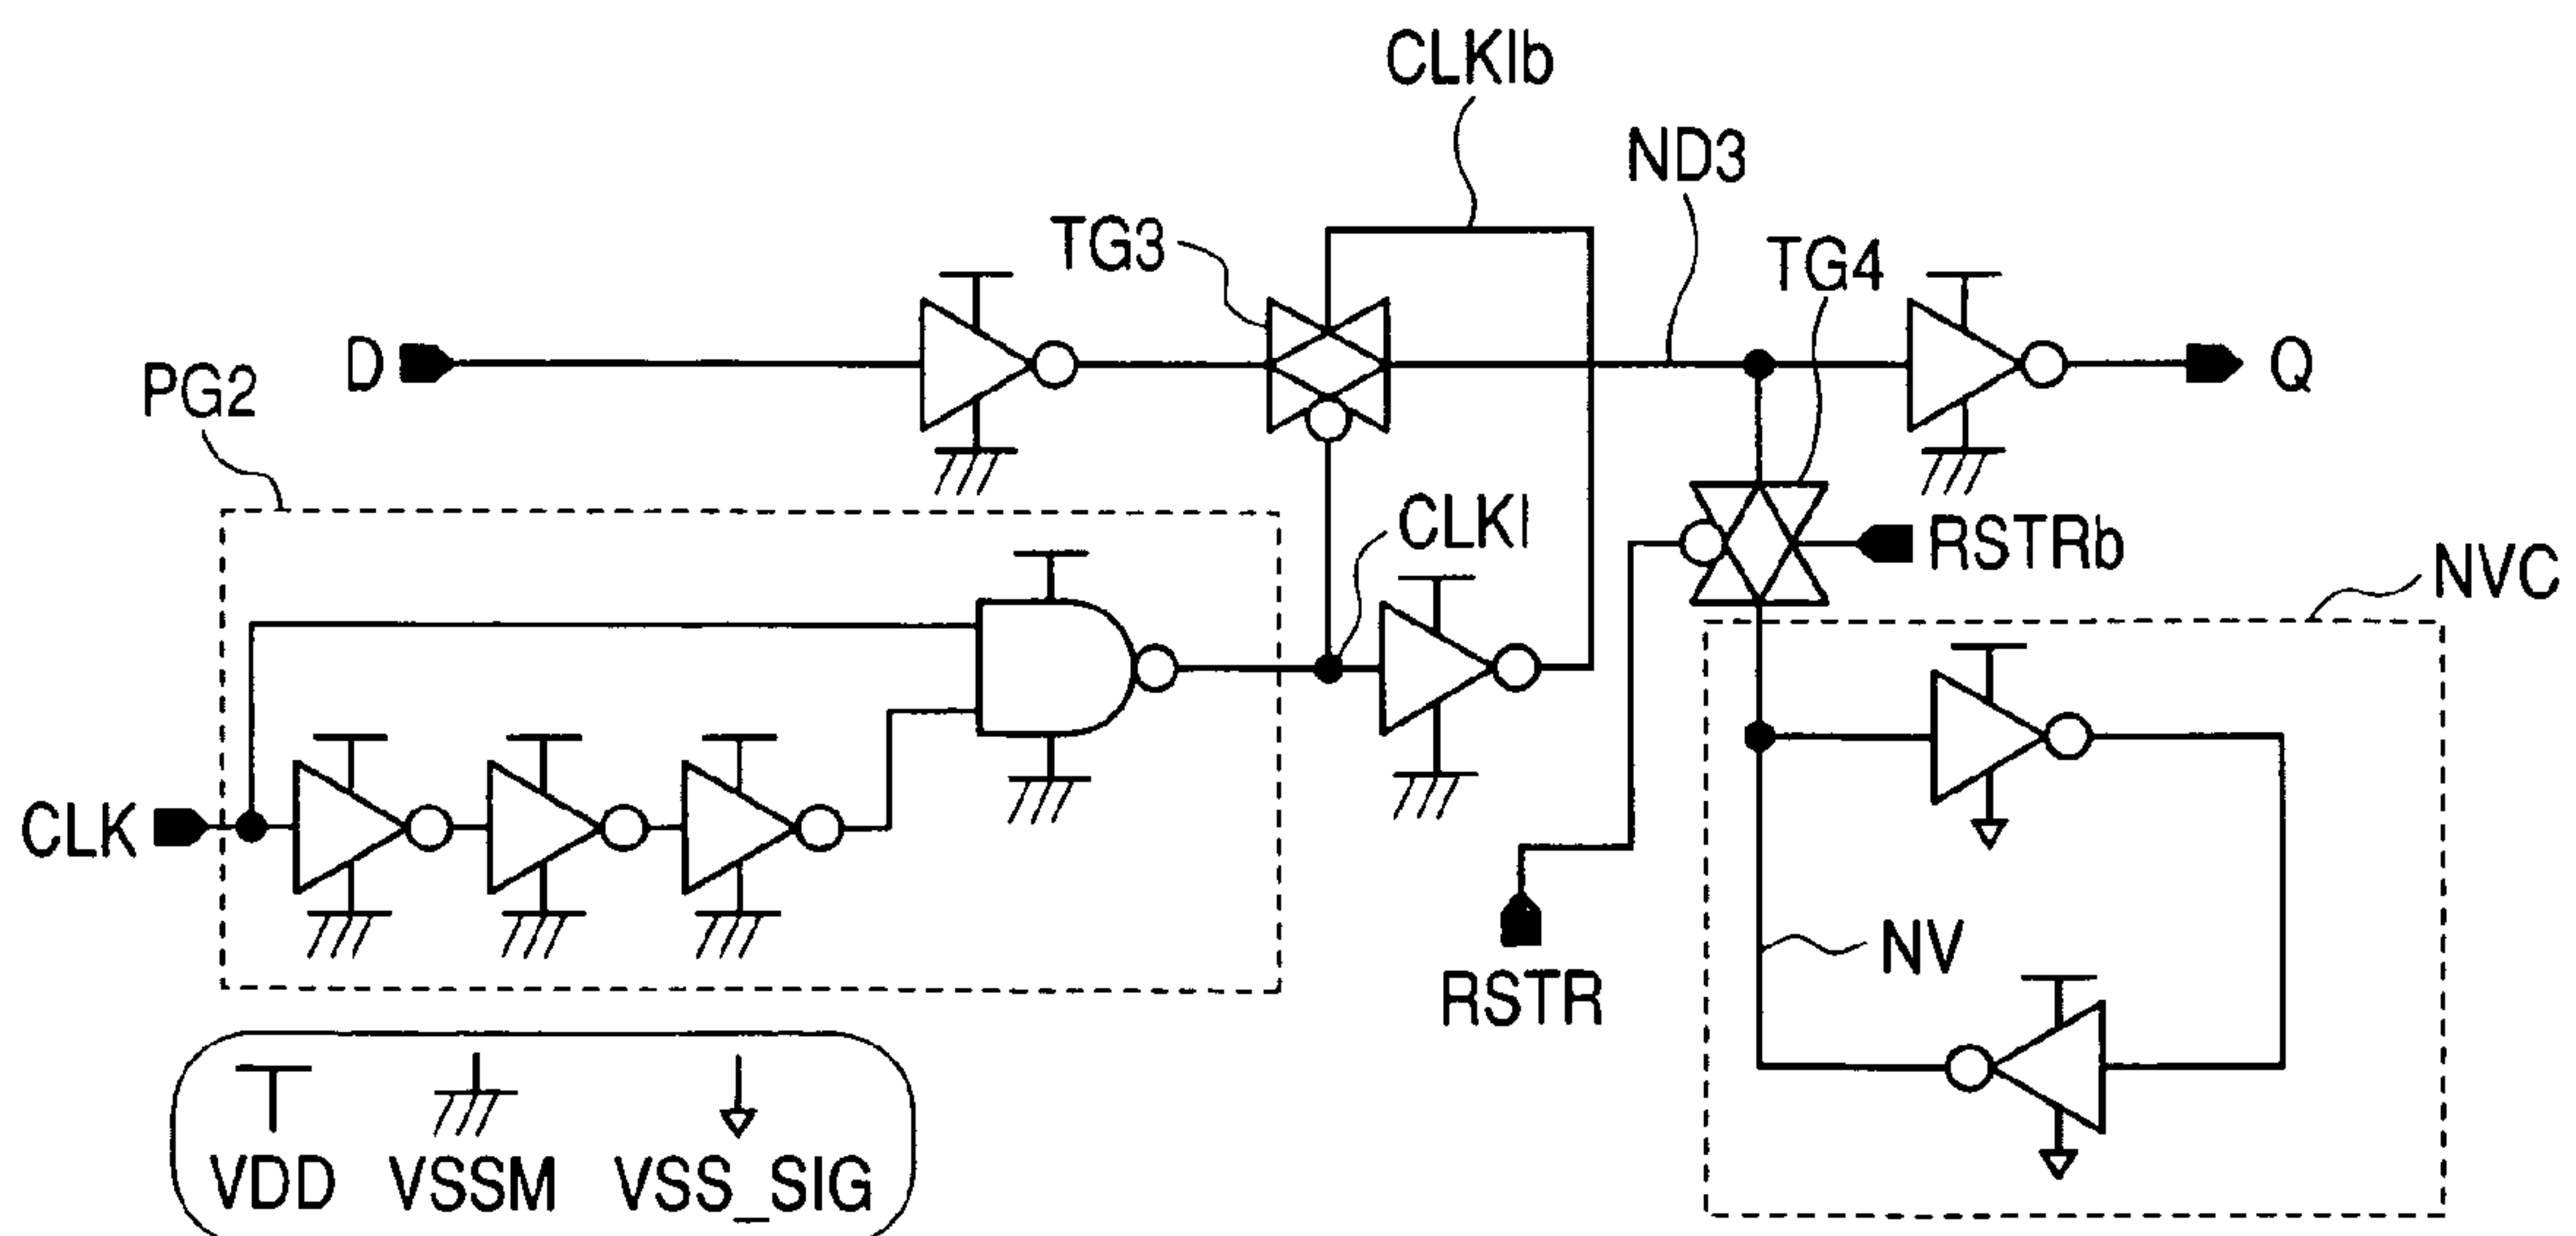 CLKIb
ND3
TG3
TG4
D
Q
PG2
CLKI
RSTRb
NVC
CLK
NV
RSTR
VDD
VSSM
VSS_SIG